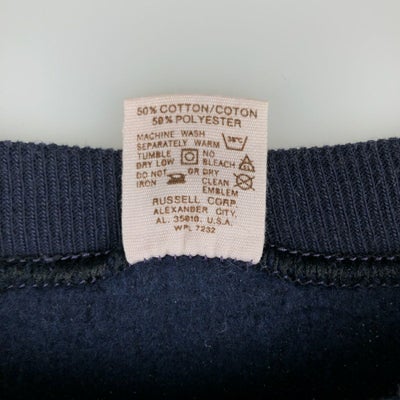 50% COTTON/COTON
50% POLYESTER
MACHINE WASH
SEPARATELY WARM
TUMBLE NO
DRY LOW BLEACH
DO NOT OR DRY
IRON CLEAN
EMBLEM
RUSSELL CORP.
ALEXANDER CITY,
AL. 35010. U.S.A.
WPL 7232